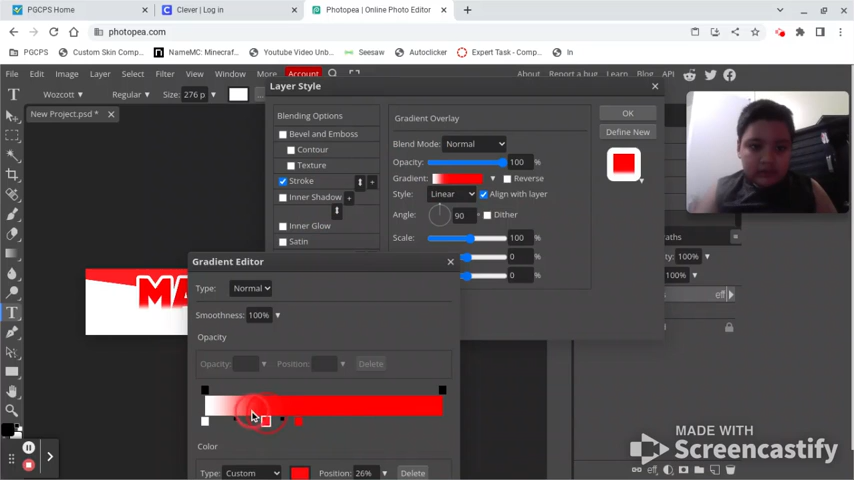 PGCPS Home
Clever | Log in
Photopea | Online Photo Editor
photopea.com
PGCPS
Custom Skin Comp...
NameMC: Minecraf...
Youtube Video Unb...
Seesaw
Autoclicker
Expert Task - Comp...
In
File Edit Image Layer Select Filter View Window More Account
About Report a bug Learn Blog API
Wozcott
Regular
Size: 276 p
New Project.psd *
Layer Style
Blending Options
Bevel and Emboss
Contour
Texture
Stroke
Inner Shadow
Inner Glow
Satin
Gradient Overlay
Blend Mode: Normal
Opacity: 100 %
Gradient: Reverse
Style: Linear Align with layer
Angle: 90 ° Dither
Scale: 100 %
0 %
0 %
OK
Define New
aths
100%
100%
eff
MA
Gradient Editor
Type: Normal
Smoothness: 100%
Opacity
Opacity: Position: Delete
Color
Type: Custom Position: 26% Delete
MADE WITH
Screencastify